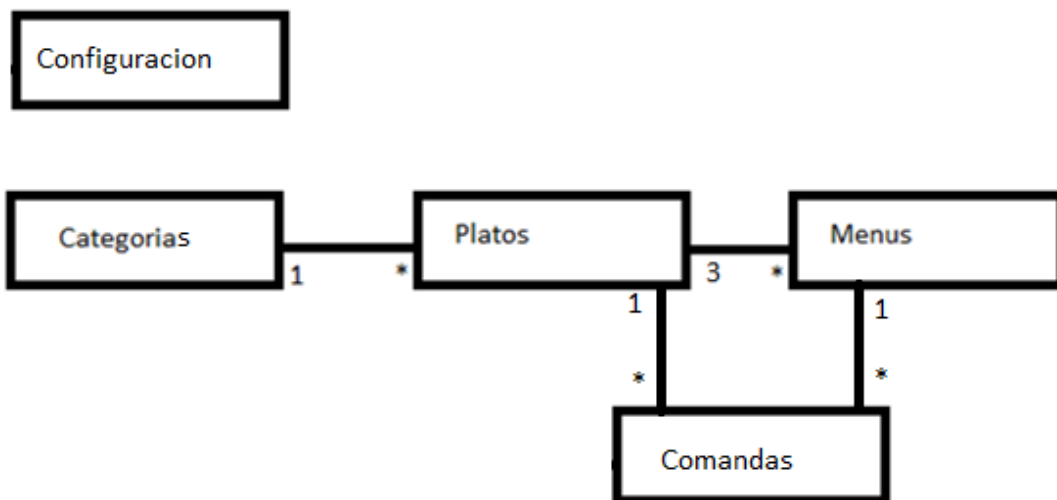 Configuracion
Categorias
Platos
Menus
1
*
3
*
1
1
*
*
Comandas